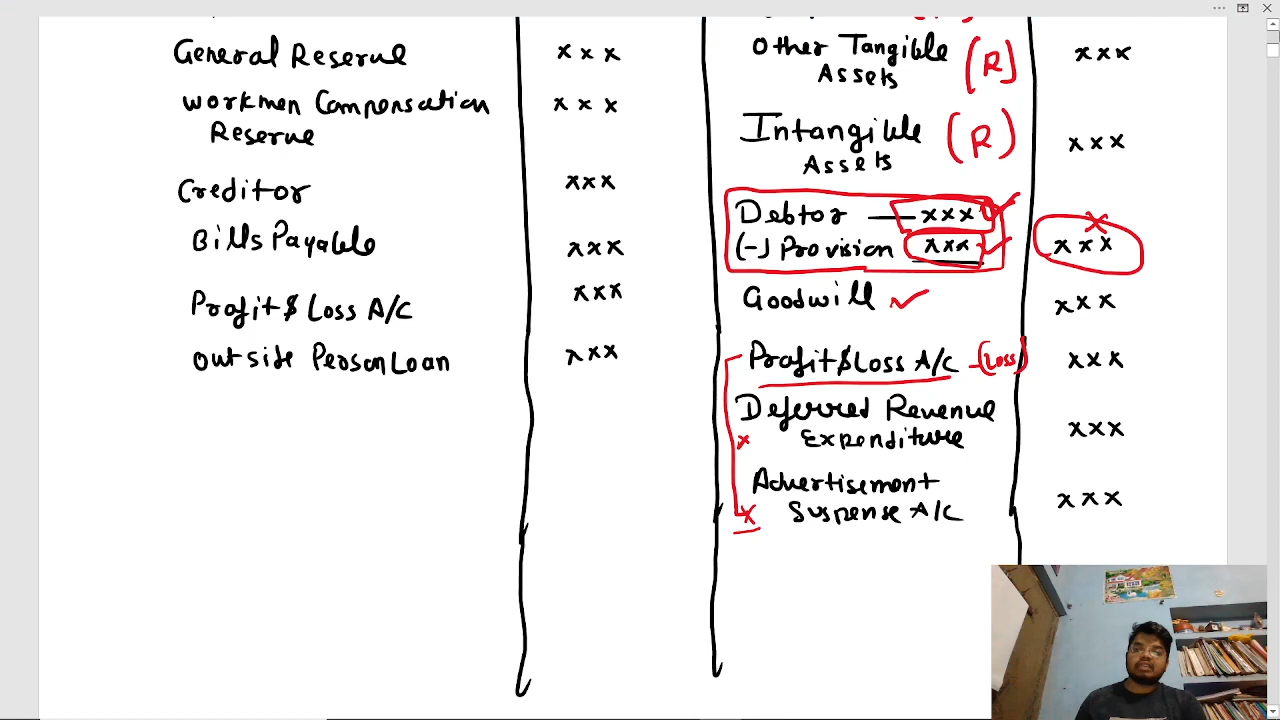 General Reserve xxx
workmen Compensation xxx
Reserve
Creditor xxx
Bills Payable xxx
Profit $ Loss A/C xxx
outside Person Loan xxx
Other Tangible (R) xxx
Assets
Intangible (R) xxx
Assets
Debtor — xxx
(-) Provision xxx xxx
Goodwill xxx
Profit $ Loss A/C - (Loss) xxx
Deferred Revenue xxx
Expenditure
Advertisement xxx
Suspense A/C